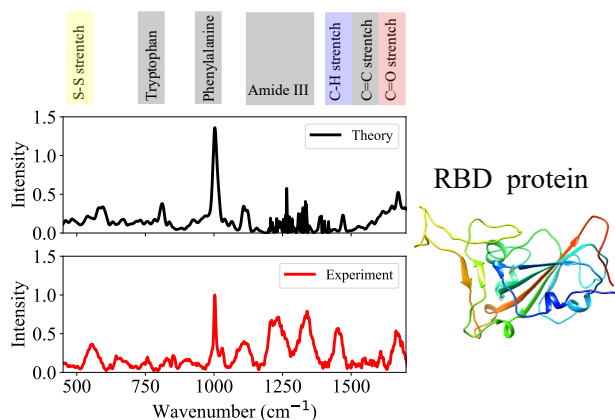 S-S strentch
Tryptophan
Phenylalanine
Amide III
C-H strentch
C=C strentch
C=O strentch
1.5
1.0
0.5
0.0
Intensity
Theory
1.5
1.0
0.5
0.0
Intensity
Experiment
500 750 1000 1250 1500
Wavenumber (cm⁻¹)
RBD protein